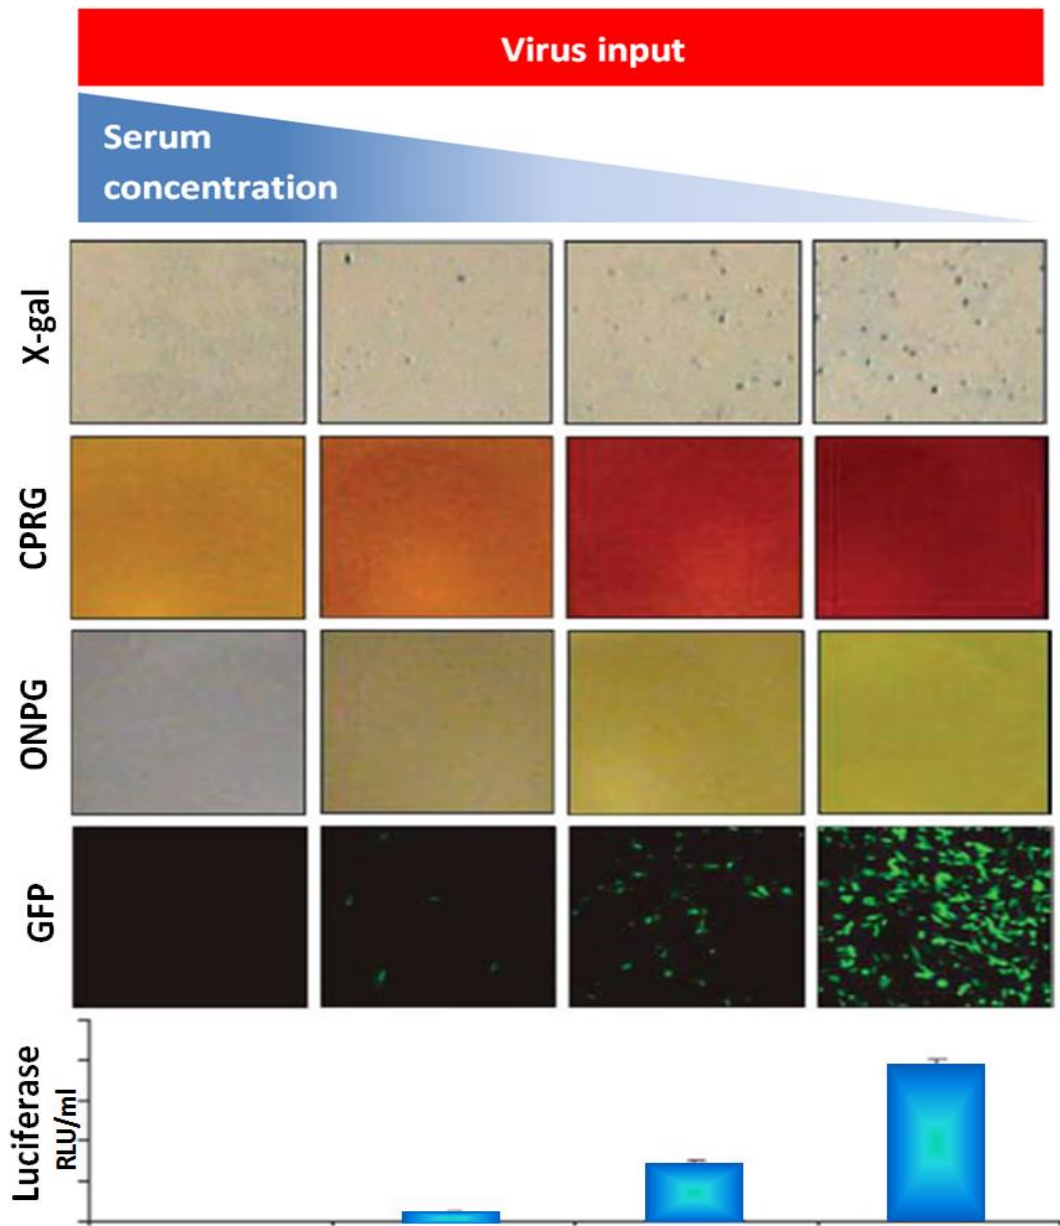 Virus input
Serum
concentration
X-gal
CPRG
ONPG
GFP
Luciferase
RLU/ml